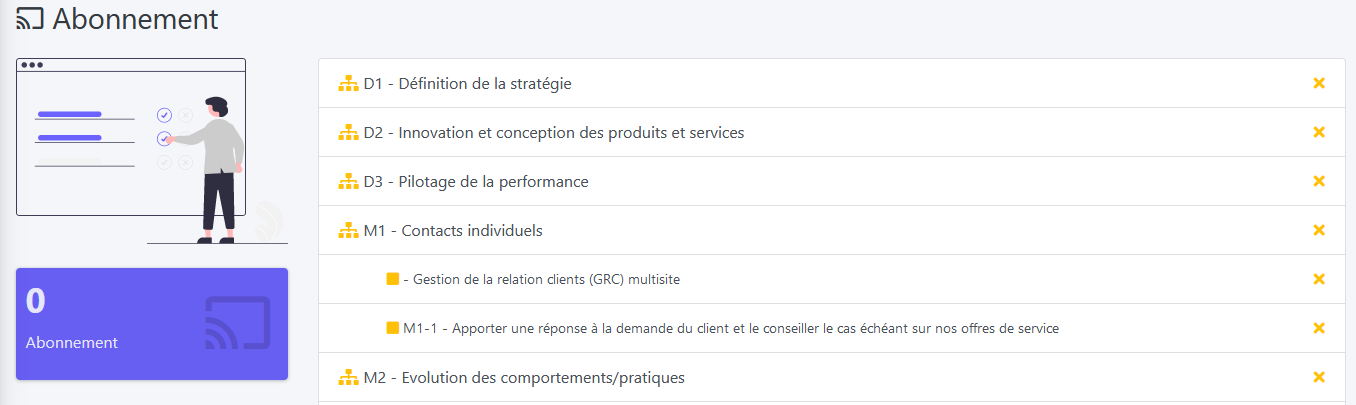 Abonnement
D1 - Définition de la stratégie
D2 - Innovation et conception des produits et services
D3 - Pilotage de la performance
M1 - Contacts individuels
- Gestion de la relation clients (GRC) multisite
M1-1 - Apporter une réponse à la demande du client et le conseiller le cas échéant sur nos offres de service
M2 - Evolution des comportements/pratiques
0
Abonnement